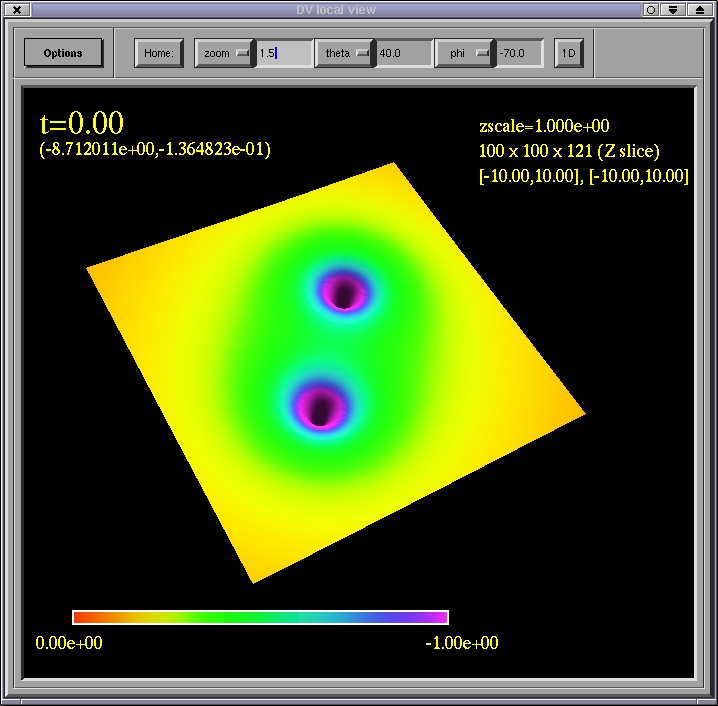 DV local view
Options Home: zoom 1.5 theta 40.0 phi -70.0 1D
t=0.00
(-8.712011e+00,-1.364823e-01)
zscale=1.000e+00
100 x 100 x 121 (Z slice)
[-10.00,10.00], [-10.00,10.00]
0.00e+00 -1.00e+00